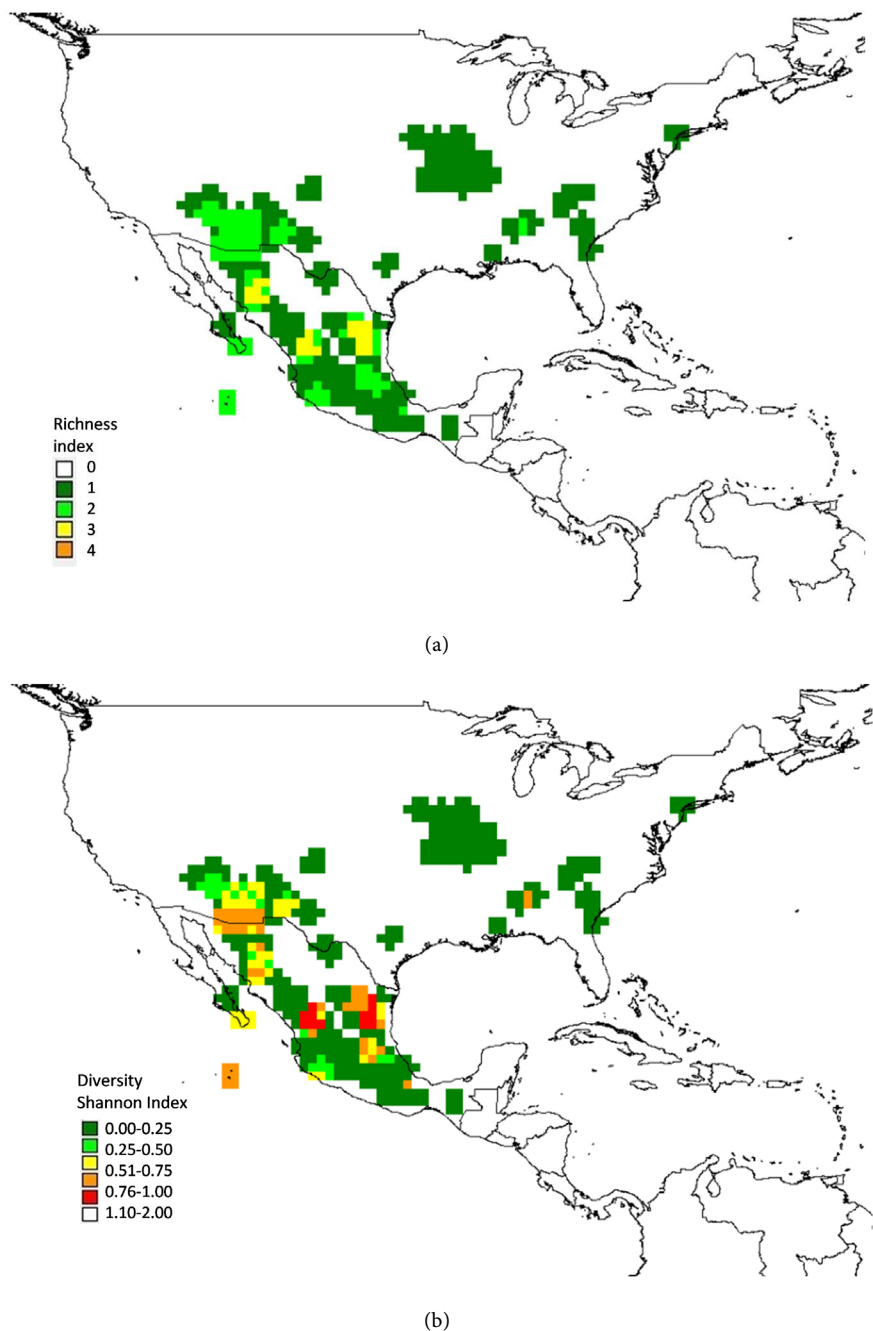 Richness
index
0
1
2
3
4
(a)
Diversity
Shannon Index
0.00-0.25
0.25-0.50
0.51-0.75
0.76-1.00
1.10-2.00
(b)